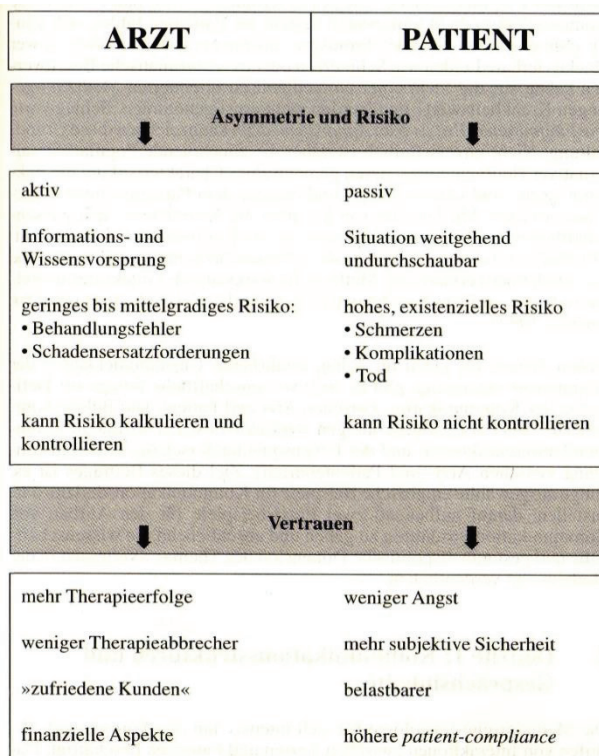 ARZT
PATIENT
Asymmetrie und Risiko
aktiv
Informations- und
Wissensvorsprung
geringes bis mittelgradiges Risiko:
• Behandlungsfehler
• Schadensersatzforderungen
kann Risiko kalkulieren und
kontrollieren
passiv
Situation weitgehend
undurchschaubar
hohes, existenzielles Risiko
• Schmerzen
• Komplikationen
• Tod
kann Risiko nicht kontrollieren
Vertrauen
mehr Therapieerfolge
weniger Therapieabbrecher
»zufriedene Kunden«
finanzielle Aspekte
weniger Angst
mehr subjektive Sicherheit
belastbarer
höhere patient-compliance